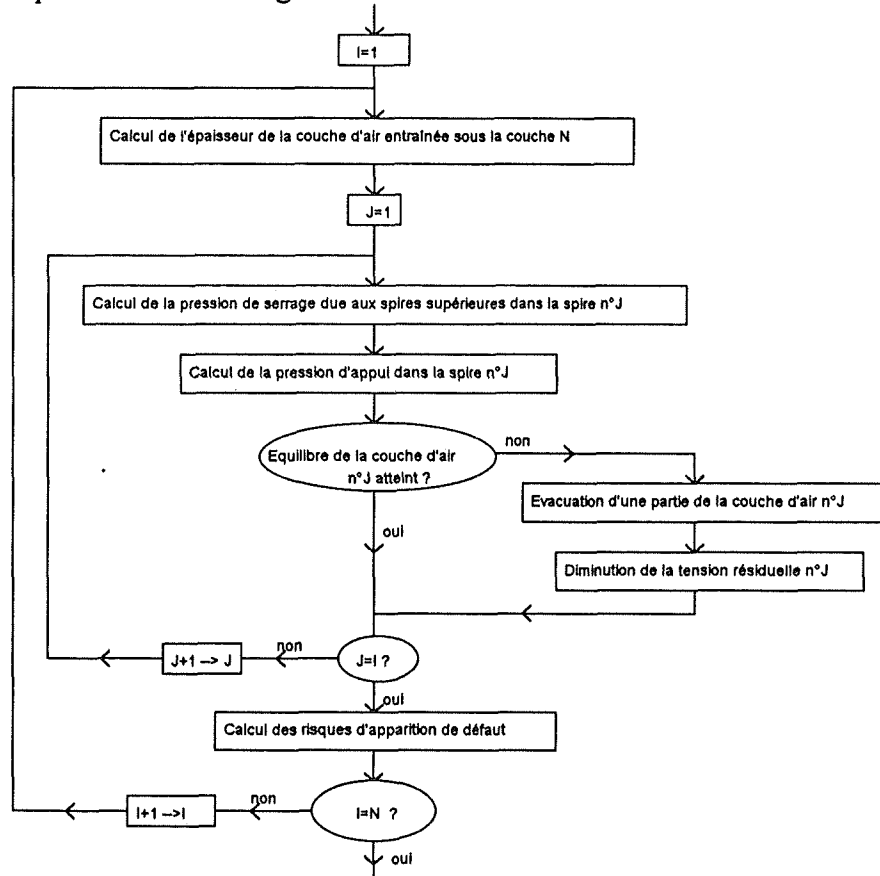 I=1
Calcul de l'épaisseur de la couche d'air entraînée sous la couche N
J=1
Calcul de la pression de serrage due aux spires supérieures dans la spire n°J
Calcul de la pression d'appui dans la spire n°J
Equilibre de la couche d'air
n°J atteint ?
non
Evacuation d'une partie de la couche d'air n°J
oui
Diminution de la tension résiduelle n°J
J+1 --> J
non
J=I ?
oui
Calcul des risques d'apparition de défaut
I+1 -->I
non
I=N ?
oui